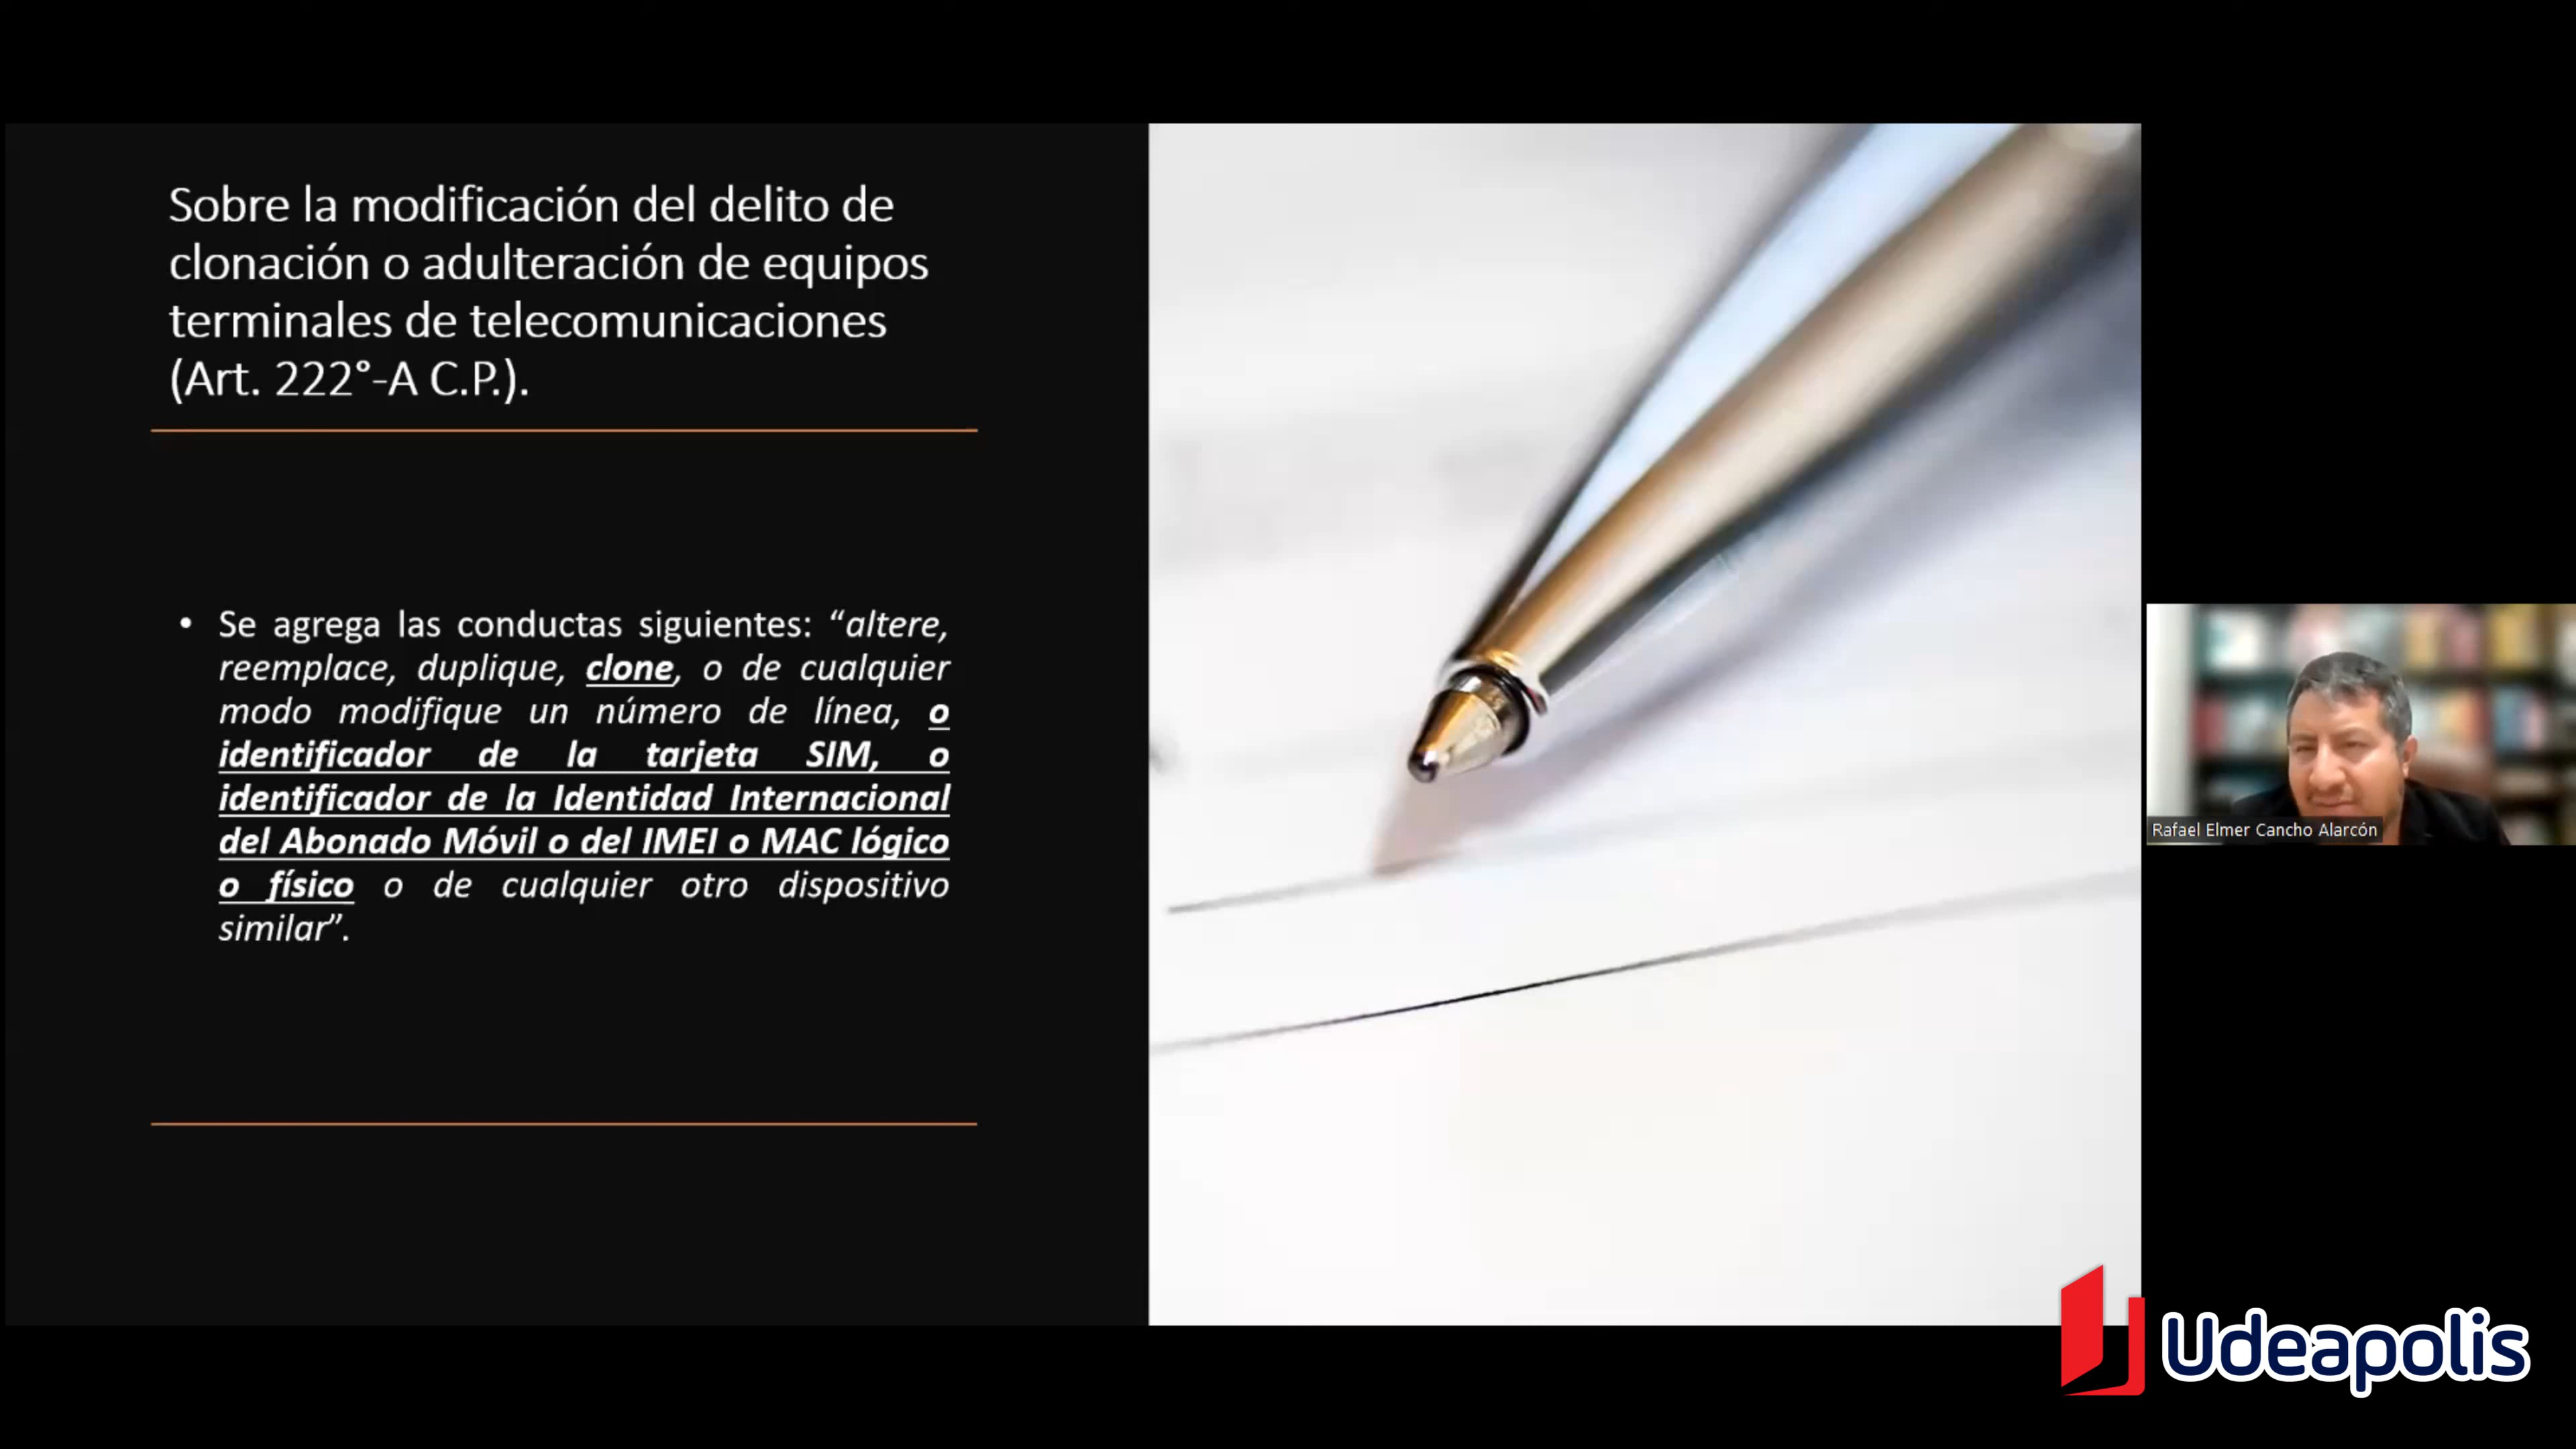 Sobre la modificación del delito de
clonación o adulteración de equipos
terminales de telecomunicaciones
(Art. 222°-A C.P.).
• Se agrega las conductas siguientes: “altere,
reemplace, duplique, clone, o de cualquier
modo modifique un número de línea, o
identificador de la tarjeta SIM, o
identificador de la Identidad Internacional
del Abonado Móvil o del IMEI o MAC lógico
o físico o de cualquier otro dispositivo
similar”.
Rafael Elmer Cancho Alarcón
Udeapolis